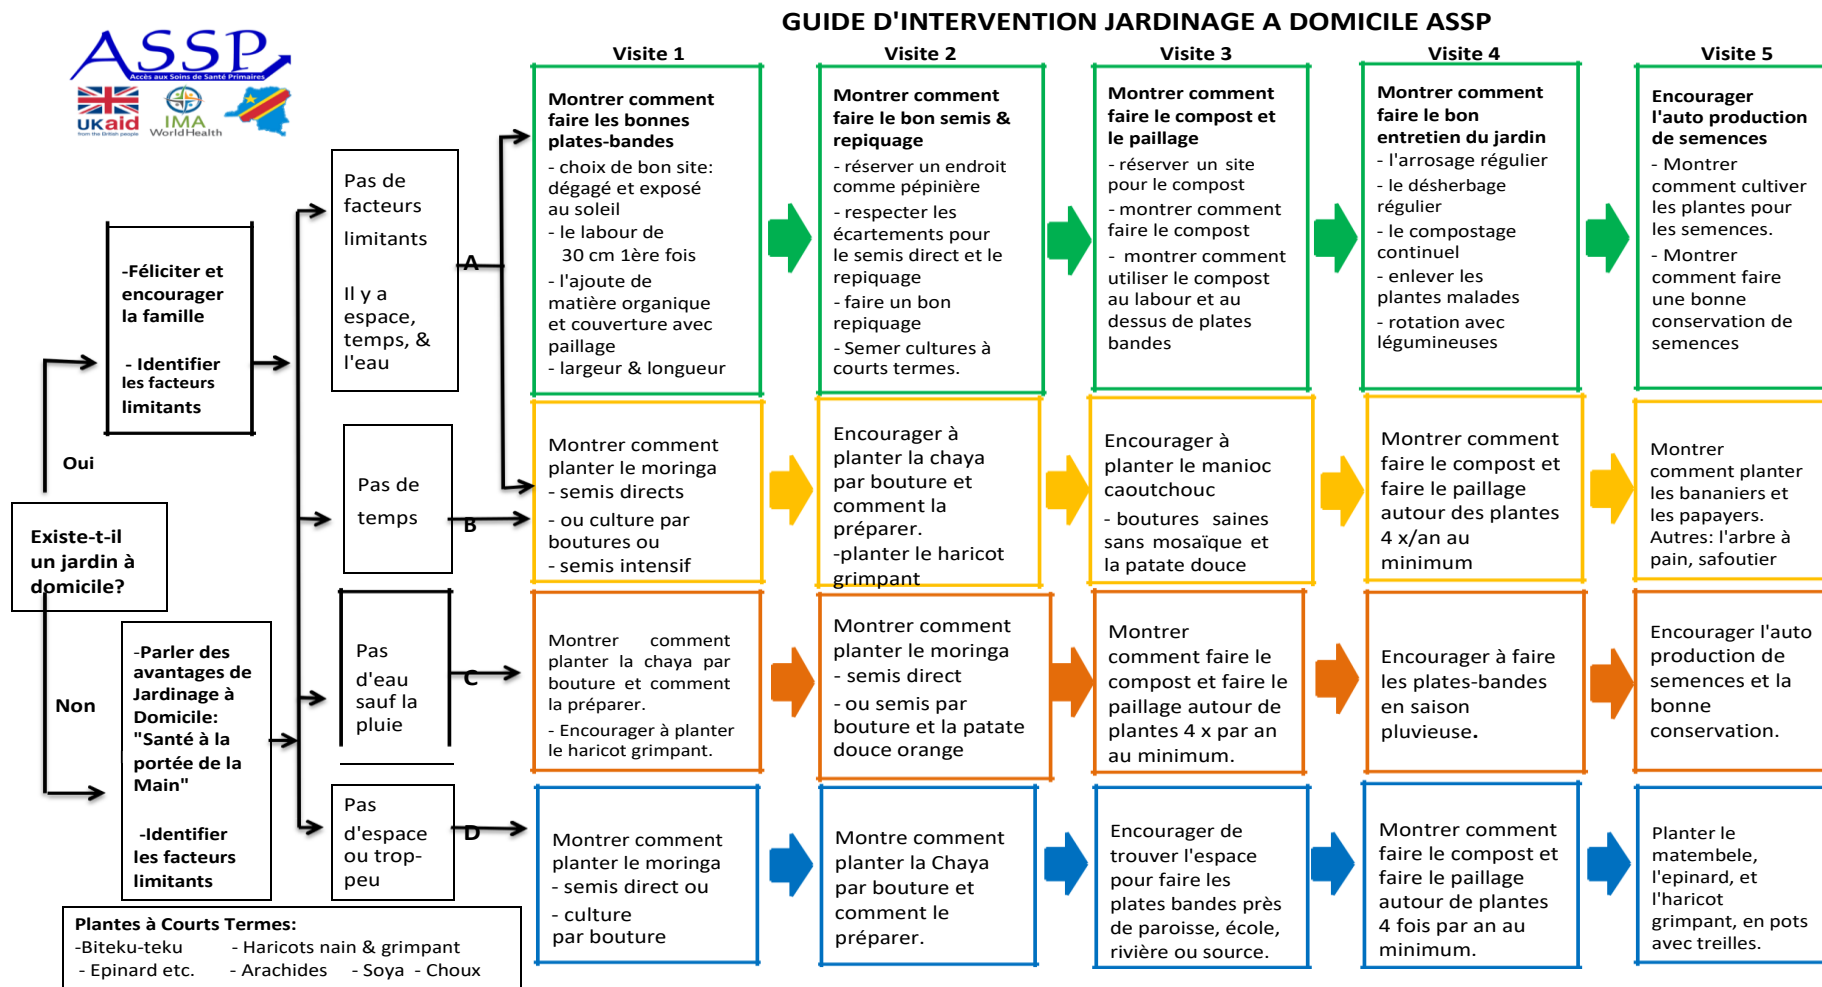 GUIDE D'INTERVENTION JARDINAGE A DOMICILE ASSP
ASSP
Accès aux Soins de Santé Primaires
UKaid
from the British people
IMA
WorldHealth
Existe-t-il
un jardin à
domicile?
Oui
-Féliciter et
encourager
la famille
- Identifier
les facteurs
limitants
Non
-Parler des
avantages de
Jardinage à
Domicile:
"Santé à la
portée de la
Main"
-Identifier
les facteurs
limitants
Pas de
facteurs
limitants
Il y a
espace,
temps, &
l'eau
A
Pas de
temps
B
Pas
d'eau
sauf la
pluie
C
Pas
d'espace
ou trop-
peu
D
Visite 1
Visite 2
Visite 3
Visite 4
Visite 5
Montrer comment
faire les bonnes
plates-bandes
- choix de bon site:
dégagé et exposé
au soleil
- le labour de
30 cm 1ère fois
- l'ajoute de
matière organique
et couverture avec
paillage
- largeur & longueur
Montrer comment
faire le bon semis &
repiquage
- réserver un endroit
comme pépinière
- respecter les
écartements pour
le semis direct et le
repiquage
- faire un bon
repiquage
- Semer cultures à
courts termes.
Montrer comment
faire le compost et
le paillage
- réserver un site
pour le compost
- montrer comment
faire le compost
- montrer comment
utiliser le compost
au labour et au
dessus de plates
bandes
Montrer comment
faire le bon
entretien du jardin
- l'arrosage régulier
- le désherbage
régulier
- le compostage
continuel
- enlever les
plantes malades
- rotation avec
légumineuses
Encourager
l'auto production
de semences
- Montrer
comment cultiver
les plantes pour
les semences.
- Montrer
comment faire
une bonne
conservation de
semences
Montrer comment
planter le moringa
- semis directs
- ou culture par
boutures ou
- semis intensif
Encourager à
planter la chaya
par bouture et
comment la
préparer.
-planter le haricot
grimpant
Encourager à
planter le manioc
caoutchouc
- boutures saines
sans mosaïque et
la patate douce
Montrer comment
faire le compost et
faire le paillage
autour des plantes
4 x/an au
minimum
Montrer
comment planter
les bananiers et
les papayers.
Autres: l'arbre à
pain, safoutier
Montrer comment
planter la chaya par
bouture et comment
la préparer.
- Encourager à planter
le haricot grimpant.
Montrer comment
planter le moringa
- semis direct
- ou semis par
bouture et la patate
douce orange
Montrer
comment faire le
compost et faire le
paillage autour de
plantes 4 x par an
au minimum.
Encourager à faire
les plates-bandes
en saison
pluvieuse.
Encourager l'auto
production de
semences et la
bonne
conservation.
Montrer comment
planter le moringa
- semis direct ou
- culture
par bouture
Montre comment
planter la Chaya
par bouture et
comment le
préparer.
Encourager de
trouver l'espace
pour faire les
plates bandes près
de paroisse, école,
rivière ou source.
Montrer comment
faire le compost et
faire le paillage
autour de plantes
4 fois par an au
minimum.
Planter le
matembele,
l'epinard, et
l'haricot
grimpant, en pots
avec treilles.
Plantes à Courts Termes:
-Biteku-teku - Haricots nain & grimpant
- Epinard etc. - Arachides - Soya - Choux